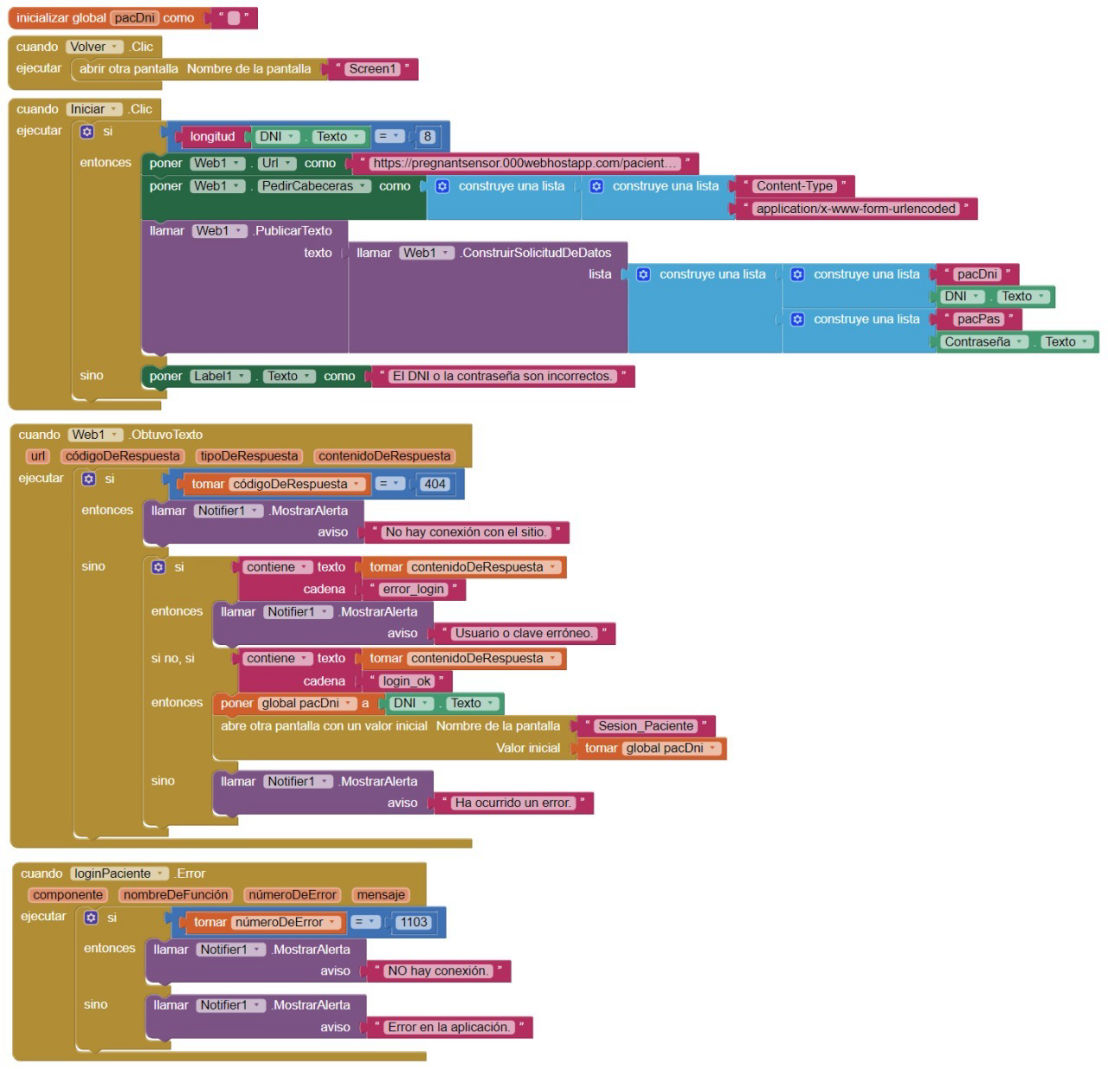 inicializar global pacDni como " "
cuando Volver .Clic
ejecutar abrir otra pantalla Nombre de la pantalla " Screen1 "
cuando Iniciar .Clic
ejecutar si longitud DNI . Texto = 8
entonces poner Web1 . Url como " https://pregnantsensor.000webhostapp.com/pacient... "
poner Web1 . PedirCabeceras como construye una lista construye una lista " Content-Type "
" application/x-www-form-urlencoded "
llamar Web1 .PublicarTexto
texto llamar Web1 .ConstruirSolicitudDeDatos
lista construye una lista construye una lista " pacDni "
DNI . Texto
construye una lista " pacPas "
Contraseña . Texto
sino poner Label1 . Texto como " El DNI o la contraseña son incorrectos. "
cuando Web1 .ObtuvoTexto
url códigoDeRespuesta tipoDeRespuesta contenidoDeRespuesta
ejecutar si tomar códigoDeRespuesta = 404
entonces llamar Notifier1 .MostrarAlerta
aviso " No hay conexión con el sitio. "
sino si contiene texto tomar contenidoDeRespuesta
cadena " error_login "
entonces llamar Notifier1 .MostrarAlerta
aviso " Usuario o clave erróneo. "
si no, si contiene texto tomar contenidoDeRespuesta
cadena " login_ok "
entonces poner global pacDni a DNI . Texto
abre otra pantalla con un valor inicial Nombre de la pantalla " Sesion_Paciente "
Valor inicial tomar global pacDni
sino llamar Notifier1 .MostrarAlerta
aviso " Ha ocurrido un error. "
cuando loginPaciente .Error
componente nombreDeFunción númeroDeError mensaje
ejecutar si tomar númeroDeError = 1103
entonces llamar Notifier1 .MostrarAlerta
aviso " NO hay conexión. "
sino llamar Notifier1 .MostrarAlerta
aviso " Error en la aplicación. "